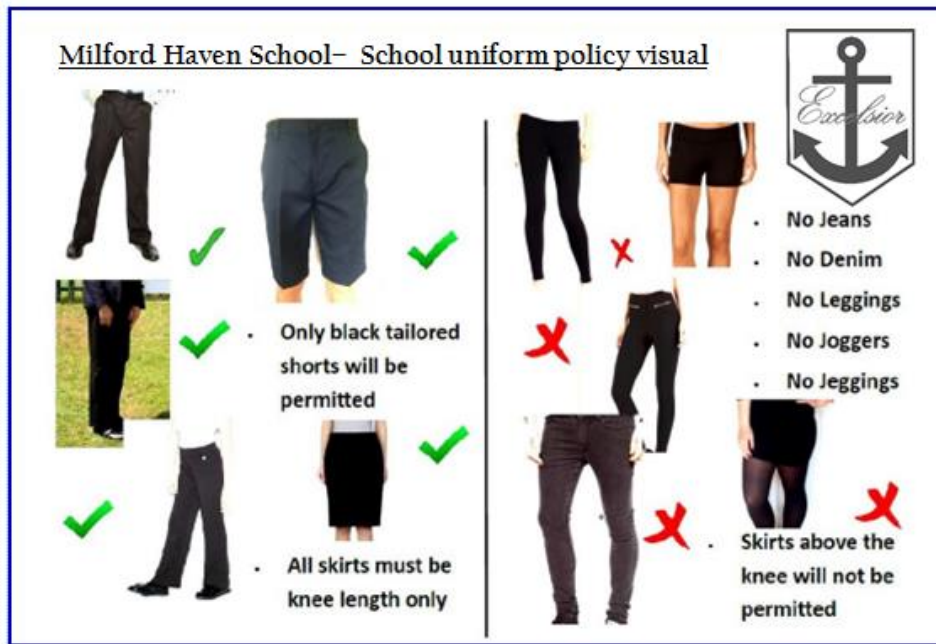 Milford Haven School– School uniform policy visual
Excelsior
• Only black tailored
shorts will be
permitted
• All skirts must be
knee length only
• No Jeans
• No Denim
• No Leggings
• No Joggers
• No Jeggings
• Skirts above the
knee will not be
permitted